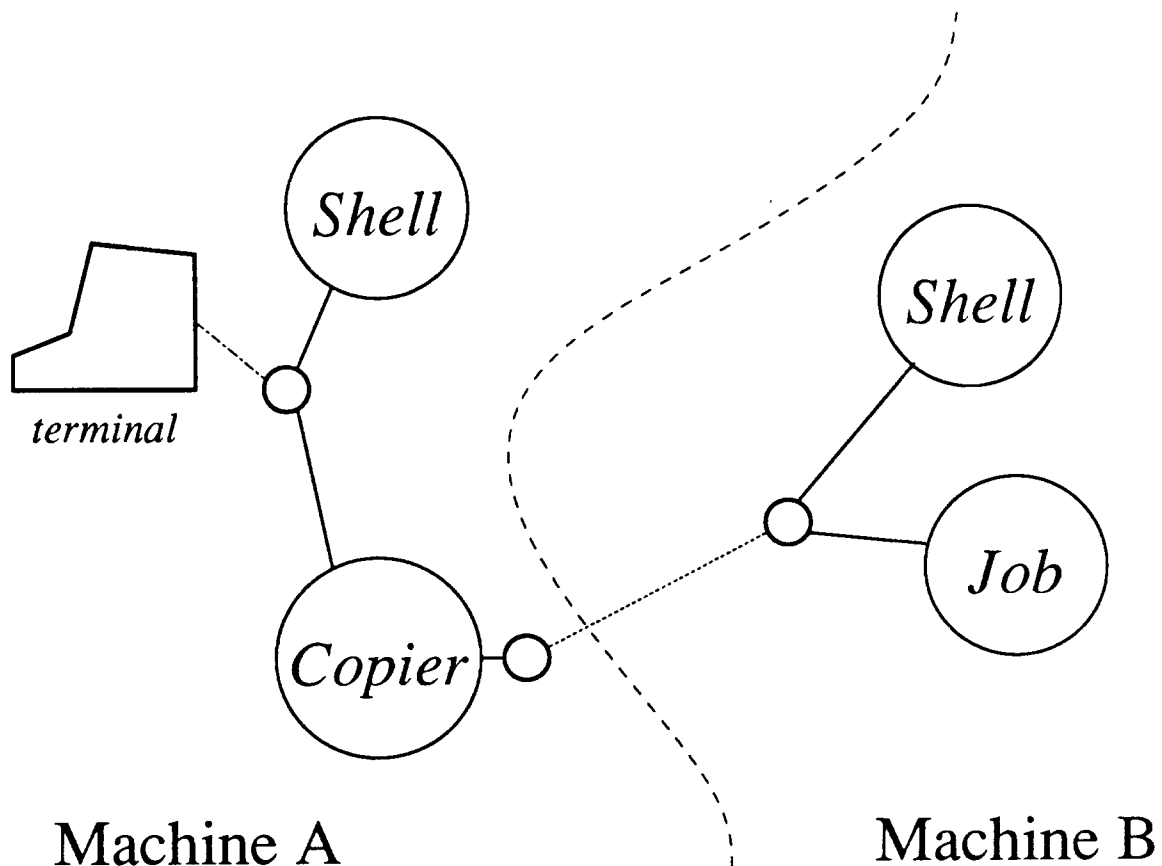 Shell
Shell
terminal
Job
Copier
Machine A
Machine B